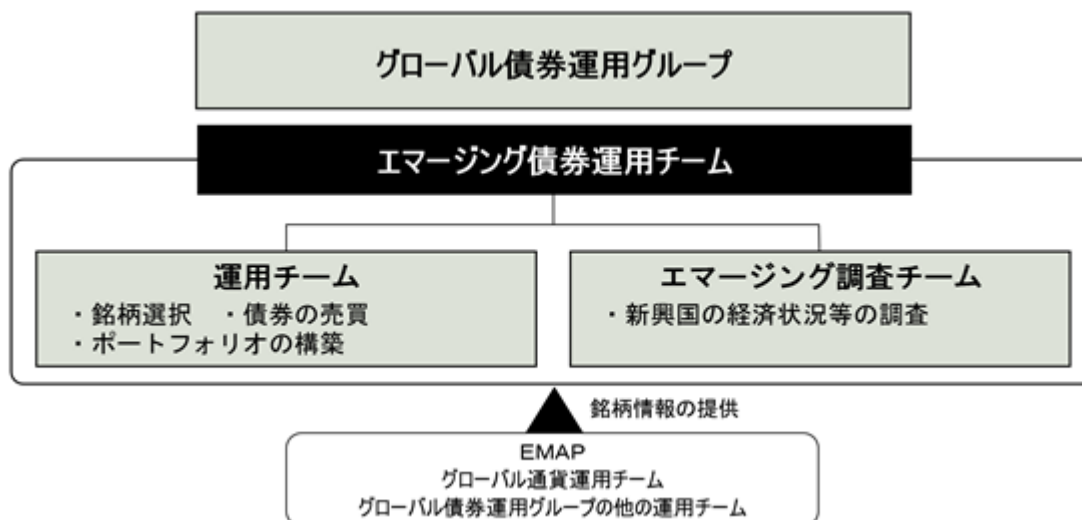 グローバル債券運用グループ
エマージング債券運用チーム
運用チーム
・銘柄選択 ・債券の売買
・ポートフォリオの構築
エマージング調査チーム
・新興国の経済状況等の調査
銘柄情報の提供
EMAP
グローバル通貨運用チーム
グローバル債券運用グループの他の運用チーム